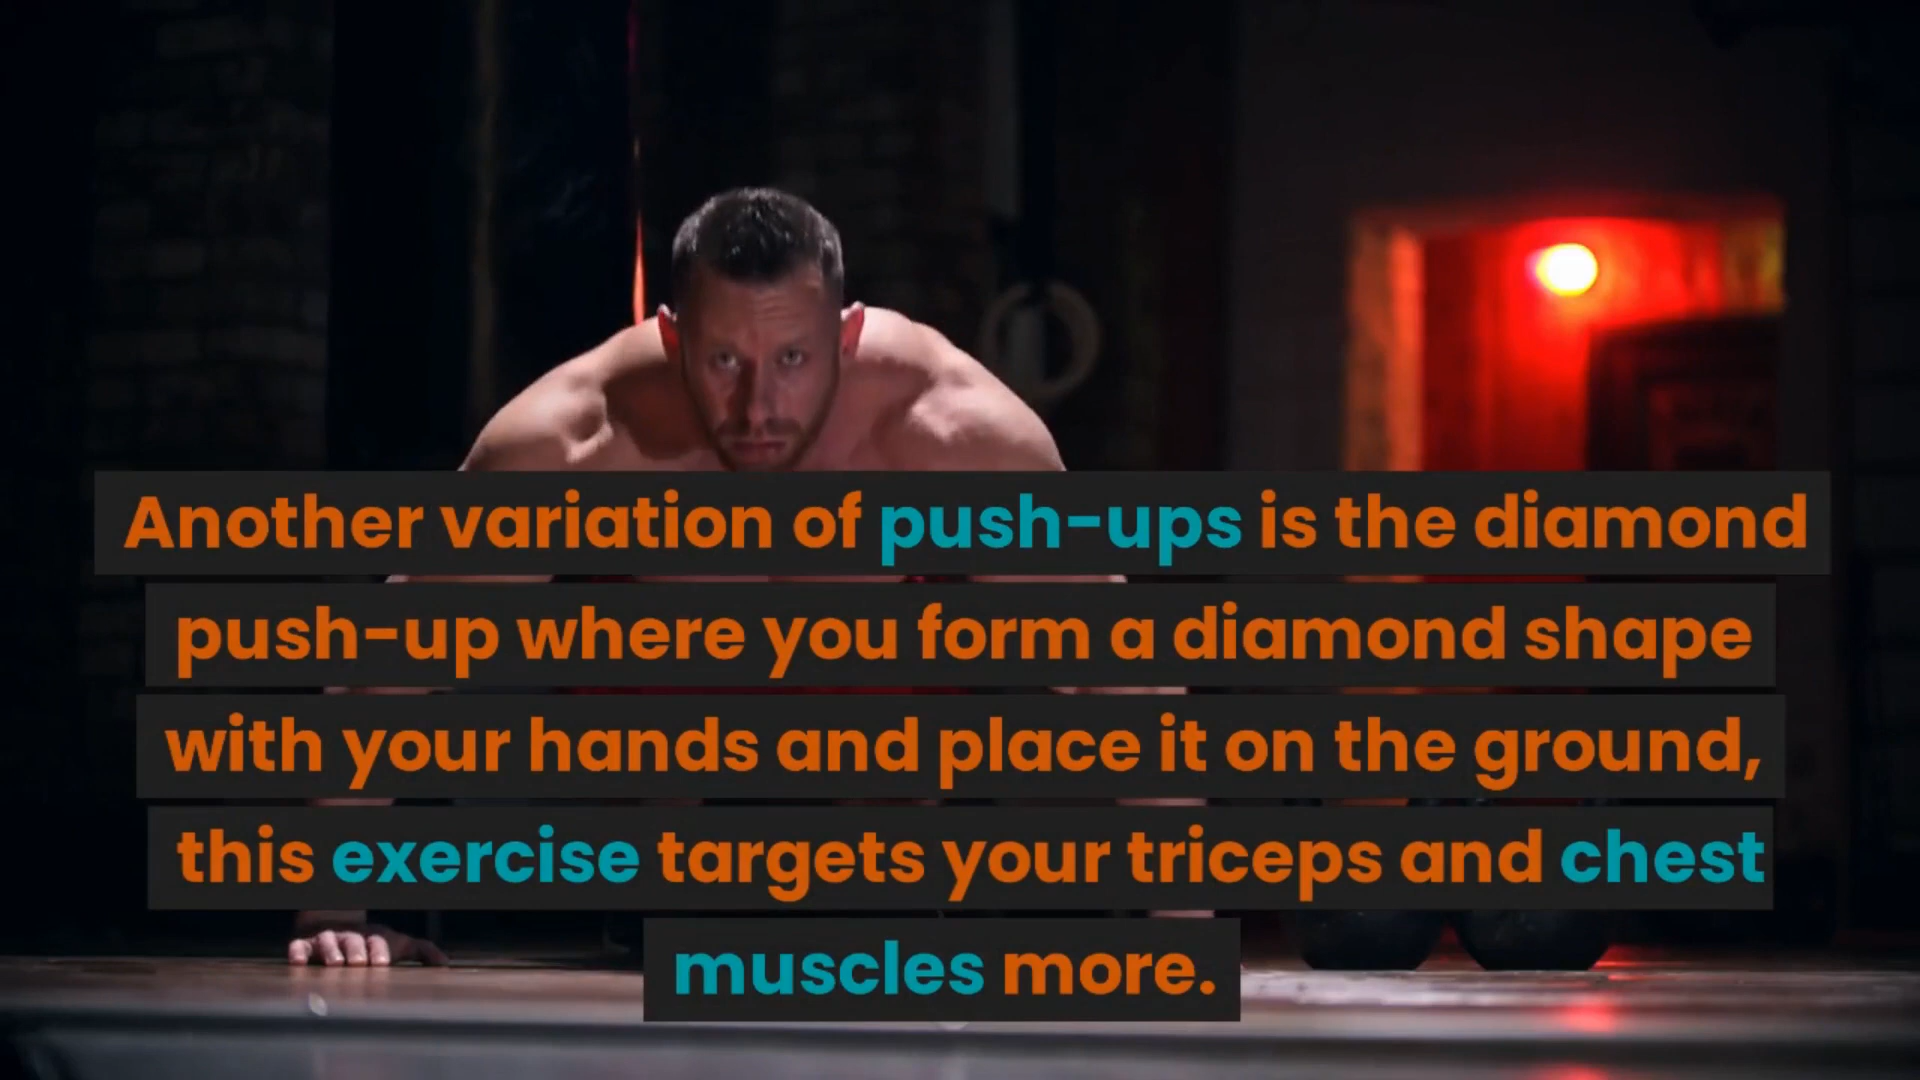 Another variation of push-ups is the diamond
push-up where you form a diamond shape
with your hands and place it on the ground,
this exercise targets your triceps and chest
muscles more.